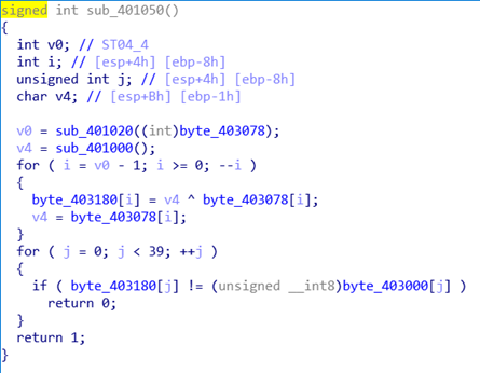 signed int sub_401050()
{
  int v0; // ST04_4
  int i; // [esp+4h] [ebp-8h]
  unsigned int j; // [esp+4h] [ebp-8h]
  char v4; // [esp+Bh] [ebp-1h]

  v0 = sub_401020((int)byte_403078);
  v4 = sub_401000();
  for ( i = v0 - 1; i >= 0; --i )
  {
    byte_403180[i] = v4 ^ byte_403078[i];
    v4 = byte_403078[i];
  }
  for ( j = 0; j < 39; ++j )
  {
    if ( byte_403180[j] != (unsigned __int8)byte_403000[j] )
      return 0;
  }
  return 1;
}